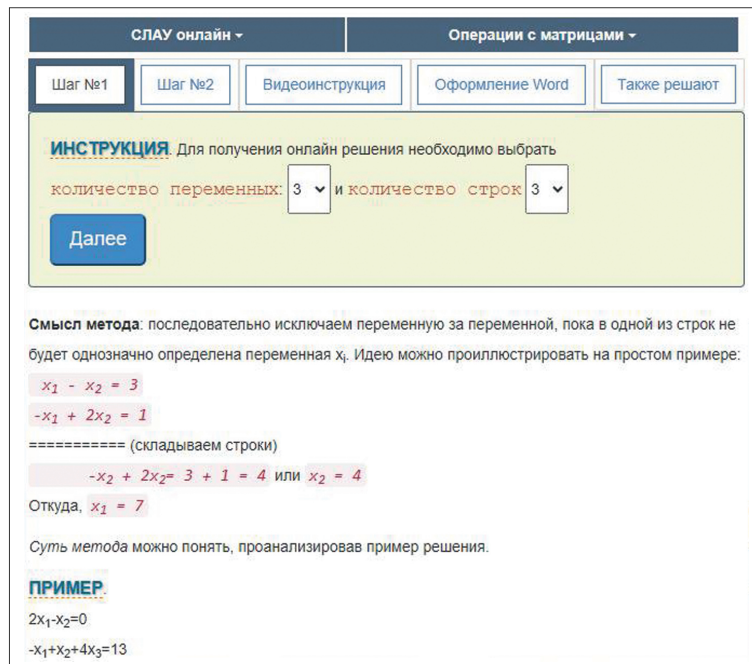 СЛАУ онлайн
Операции с матрицами
Шаг №1
Шаг №2
Видеоинструкция
Оформление Word
Также решают
ИНСТРУКЦИЯ. Для получения онлайн решения необходимо выбрать
количество переменных: 3 и количество строк 3
Далее
Смысл метода: последовательно исключаем переменную за переменной, пока в одной из строк не
будет однозначно определена переменная xᵢ. Идею можно проиллюстрировать на простом примере:
x₁ - x₂ = 3
-x₁ + 2x₂ = 1
=========== (складываем строки)
-x₂ + 2x₂= 3 + 1 = 4 или x₂ = 4
Откуда, x₁ = 7
Суть метода можно понять, проанализировав пример решения.
ПРИМЕР.
2x₁-x₂=0
-x₁+x₂+4x₃=13